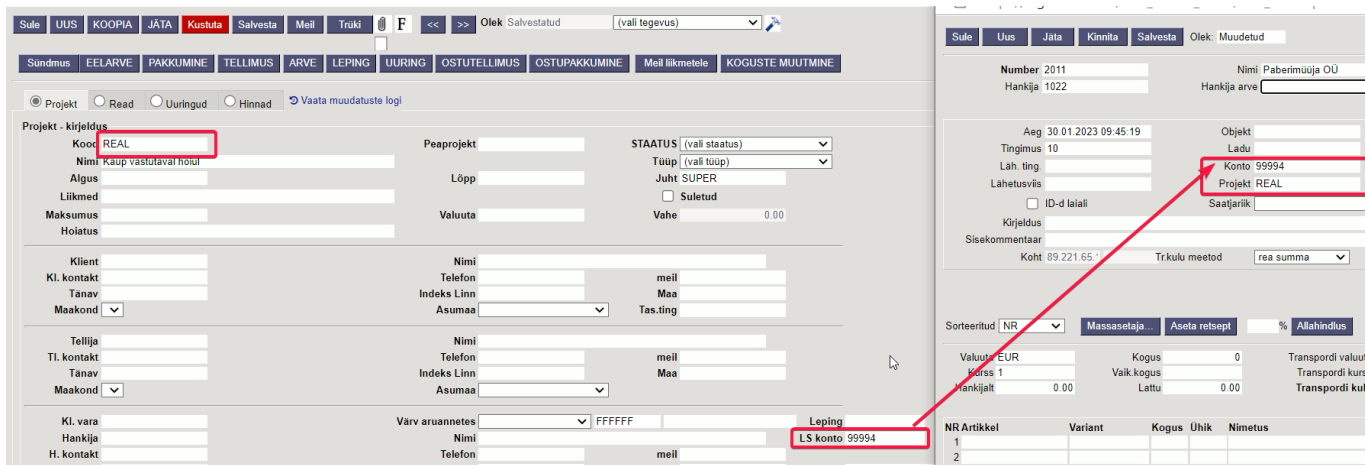 Sule UUS KOOPIA JÄTA Kustuta Salvesta Meil Trüki F << >> Olek Salvestatud (vali tegevus)
Sündmus EELARVE PAKKUMINE TELLIMUS ARVE LEPING UURING OSTUTELLIMUS OSTUPAKKUMINE Meil liikmetele KOGUSTE MUUTMINE
Projekt Read Uuringud Hinnad Vaata muudatuste logi
Projekt - kirjeldus
Kood REAL Peaprojekt STAATUS (vali staatus)
Nimi Kaup vastutaval hoiul Tüüp (vali tüüp)
Algus Lõpp Juht SUPER
Liikmed Suletud
Maksumus Valuuta Vahe 0.00
Hoiatus
Klient Nimi
Kl. kontakt Telefon meil
Tänav Indeks Linn Maa
Maakond Asumaa Tas.ting
Tellija Nimi
Tl. kontakt Telefon meil
Tänav Indeks Linn Maa
Maakond Asumaa
Kl. vara Värv aruannetes FFFFFF Leping
Hankija Nimi LS konto 99994
H. kontakt Telefon meil
Sule Uus Jäta Kinnita Salvesta Olek: Muudetud
Number 2011 Nimi Paberimüüja OÜ
Hankija 1022 Hankija arve
Aeg 30.01.2023 09:45:19 Objekt
Tingimus 10 Ladu
Läh. ting. Konto 99994
Lähetusviis Projekt REAL
ID-d laiali Saatjariik
Kirjeldus
Sisekommentaar
Koht 89.221.65. Tr.kulu meetod rea summa
Sorteeritud NR Massasetaja... Aseta retsept % Allahindlus
Valuuta EUR Kogus 0 Transpordi valuut
Kurss 1 Vaik.kogus Transpordi kurs
Hankijalt 0.00 Lattu 0.00 Transpordi kul
NR Artikkel Variant Kogus Ühik Nimetus
1
2